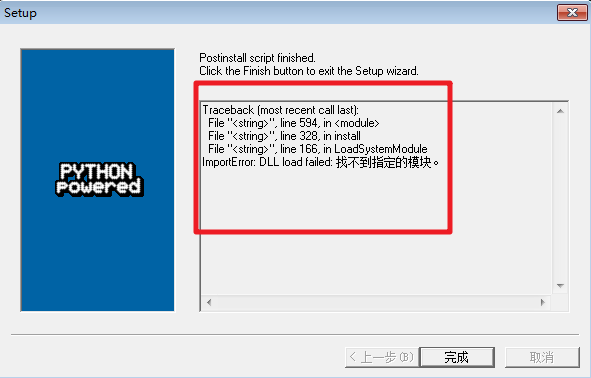 Setup
Postinstall script finished.
Click the Finish button to exit the Setup wizard.
PYTHON
powered
Traceback (most recent call last):
File "<string>", line 594, in <module>
File "<string>", line 328, in install
File "<string>", line 166, in LoadSystemModule
ImportError: DLL load failed: 找不到指定的模块。
< 上一步(B)
完成
取消